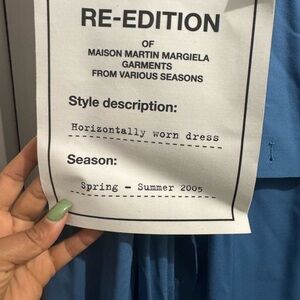 RE-EDITION
OF
MAISON MARTIN MARGIELA
GARMENTS
FROM VARIOUS SEASONS
Style description:
Horizontally worn dress
Season:
Spring - Summer 2005